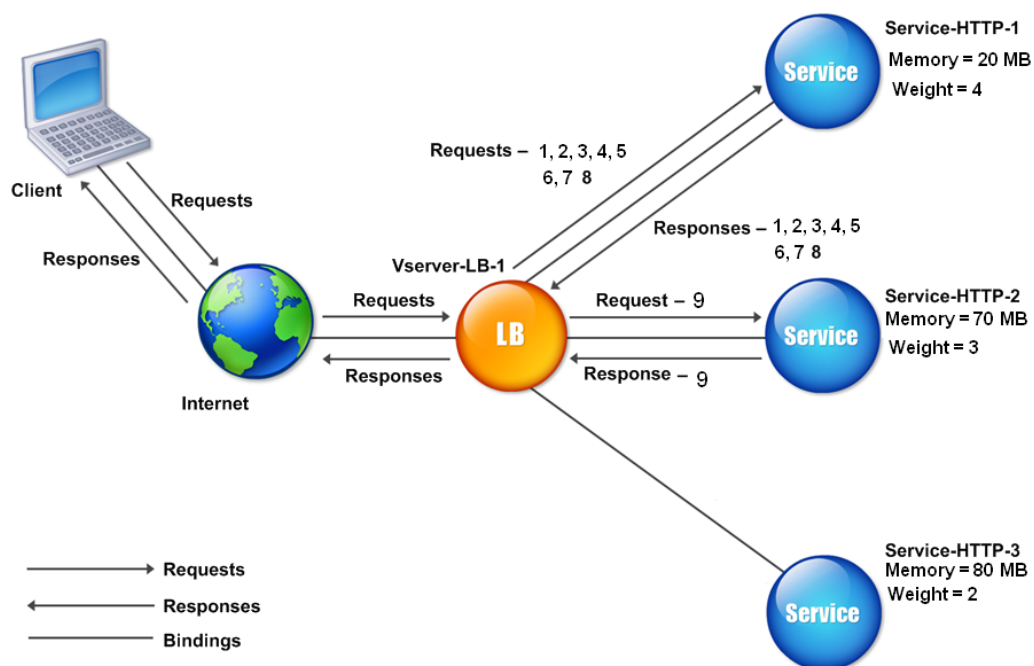 Service-HTTP-1
Memory = 20 MB
Weight = 4
Service
Requests – 1, 2, 3, 4, 5
6, 7 8
Client
Requests
Responses
Responses – 1, 2, 3, 4, 5
6, 7 8
Vserver-LB-1
Requests
LB
Responses
Internet
Request – 9
Response – 9
Service
Service-HTTP-2
Memory = 70 MB
Weight = 3
Service-HTTP-3
Memory = 80 MB
Weight = 2
Service
Requests
Responses
Bindings